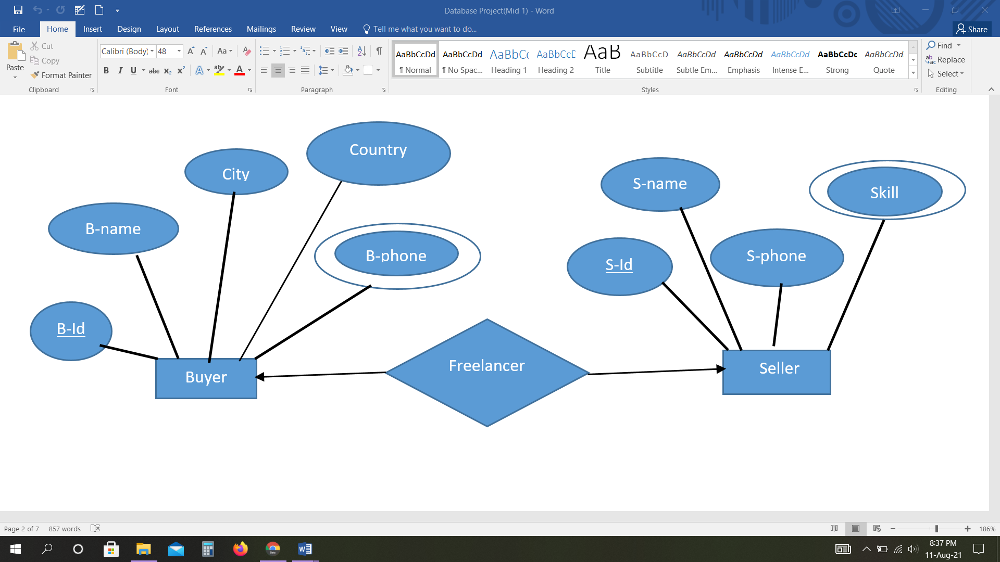 Database Project(Mid 1) - Word
File Home Insert Design Layout References Mailings Review View Tell me what you want to do... Share
Paste
Cut
Copy
Format Painter
Clipboard
Calibri (Body) 48
Aa
B I U abc X₂ X² A ab A
Font
Paragraph
AaBbCcDd AaBbCcDd AaBbCc AaBbCcD AaB AaBbCcD AaBbCcDd AaBbCcDd AaBbCcDd AaBbCcDc AaBbCcDd
¶ Normal ¶ No Spac... Heading 1 Heading 2 Title Subtitle Subtle Em... Emphasis Intense E... Strong Quote
Styles
Find
Replace
Select
Editing
Country
City
B-name
B-phone
B-Id
Buyer
Freelancer
S-name
Skill
S-Id
S-phone
Seller
Page 2 of 7 857 words
186%
8:37 PM
11-Aug-21